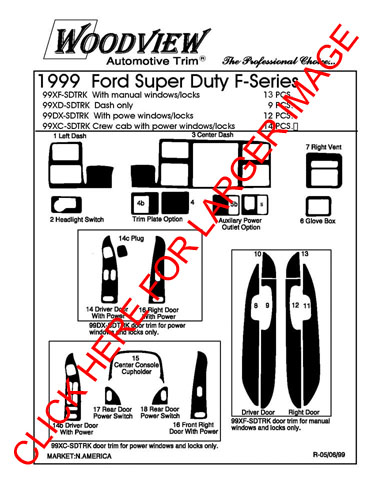 WOODVIEW
Automotive Trim®
The Professional Choice...
1999 Ford Super Duty F-Series
99XF-SDTRK With manual windows/locks 13 PCS.
99XD-SDTRK Dash only 9 PCS.
99DX-SDTRK With powe windows/locks 12 PCS.
99XC-SDTRK Crew cab with power windows/locks 14 PCS.
1 Left Dash
3 Center Dash
7 Right Vent
4b
4
5b
5
2 Headlight Switch
Trim Plate Option
Auxilary Power
Outlet Option
6 Glove Box
14c Plug
14 Driver Door
With Power
16 Right Door
With Power
99DX-SDTRK door trim for power
windows and locks only.
10
13
8
9
12
11
Driver Door
Right Door
99XF-SDTRK door trim for manual
windows and locks only.
15
Center Console
Cupholder
17 Rear Door
Power Switch
18 Rear Door
Power Switch
14b Driver Door
With Power
16 Front Right
Door With Power
99XC-SDTRK door trim for power windows and locks only.
MARKET:N.AMERICA
R-05/06/99
CLICK HERE FOR LARGER IMAGE